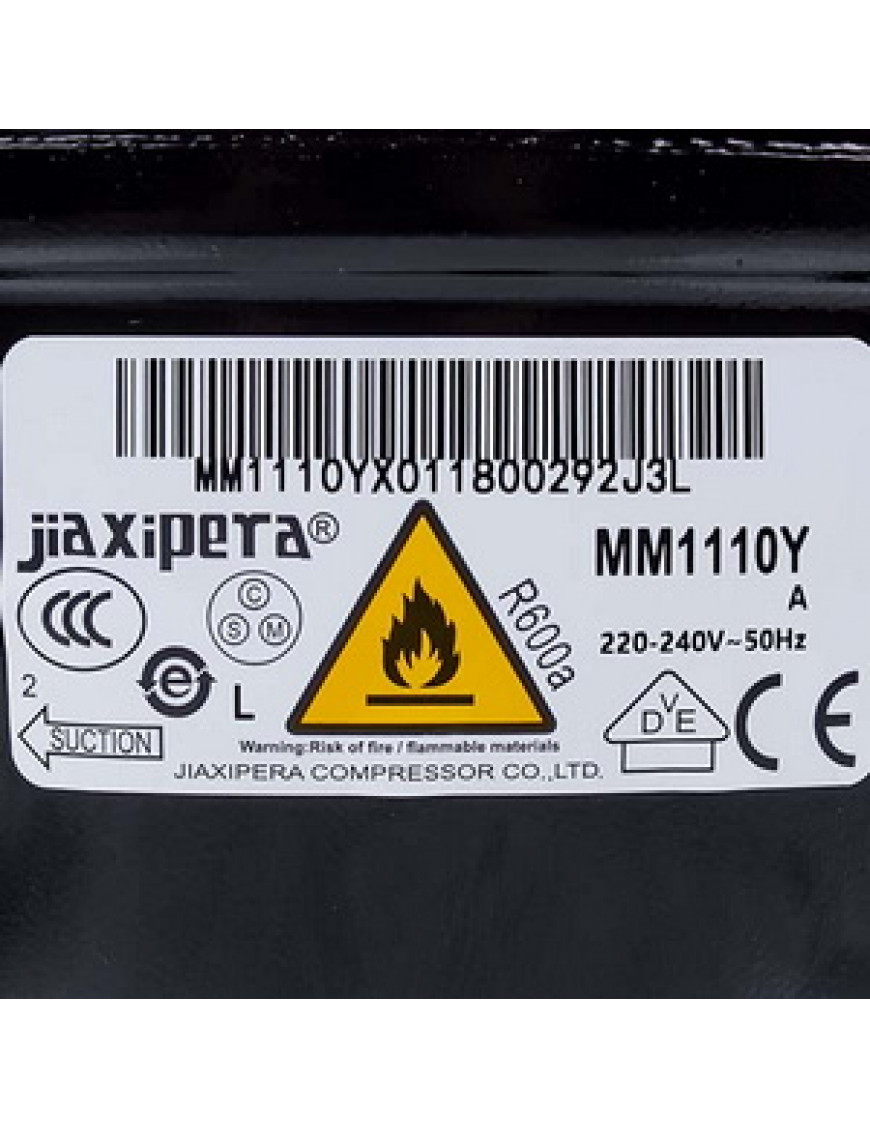 MM1110YX011800292J3L
jiaxipera®
MM1110Y
A
220-240V~50Hz
R600a
CCC
C
S M
e
2
L
SUCTION
V
D E
CE
Warning:Risk of fire / flammable materials
JIAXIPERA COMPRESSOR CO.,LTD.